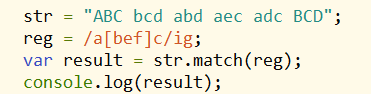 str = "ABC bcd abd aec adc BCD";
reg = /a[bef]c/ig;
var result = str.match(reg);
console.log(result);